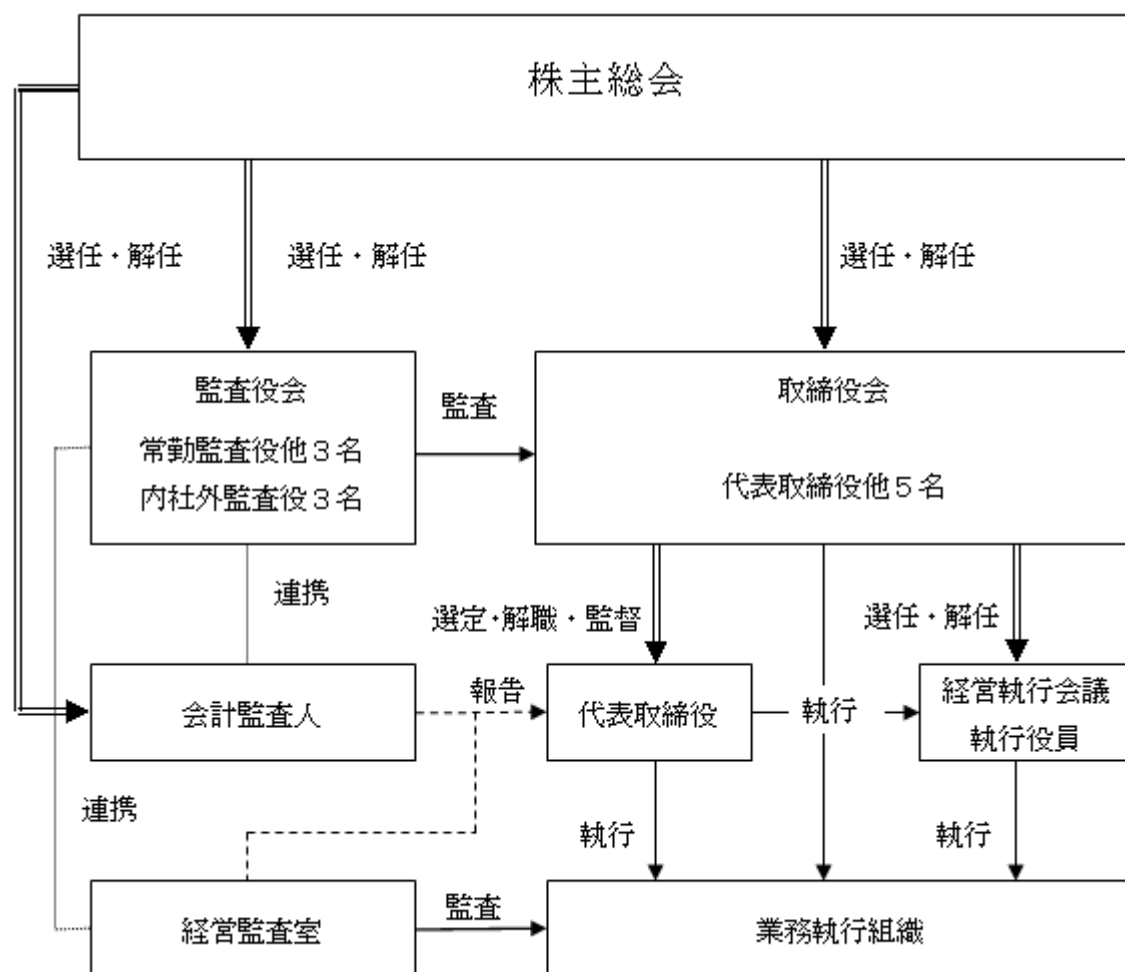 株主総会
選任・解任
選任・解任
選任・解任
監査役会
常勤監査役他３名
内社外監査役３名
監査
取締役会
代表取締役他５名
連携
選定・解職・監督
選任・解任
会計監査人
報告
代表取締役
執行
経営執行会議
執行役員
連携
執行
執行
経営監査室
監査
業務執行組織